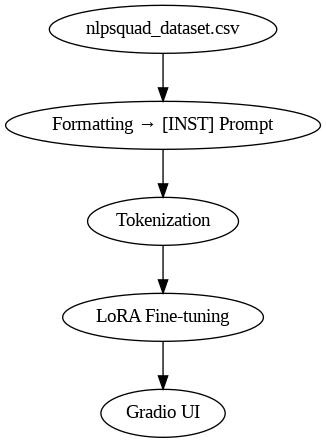 nlpsquad_dataset.csv
Formatting → [INST] Prompt
Tokenization
LoRA Fine-tuning
Gradio UI